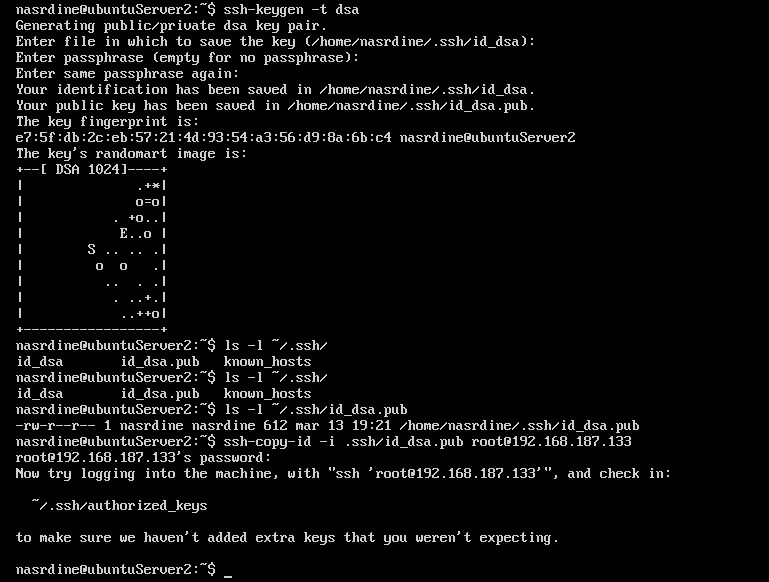 nasrdine@ubuntuServer2:~$ ssh-keygen -t dsa
Generating public/private dsa key pair.
Enter file in which to save the key (/home/nasrdine/.ssh/id_dsa):
Enter passphrase (empty for no passphrase):
Enter same passphrase again:
Your identification has been saved in /home/nasrdine/.ssh/id_dsa.
Your public key has been saved in /home/nasrdine/.ssh/id_dsa.pub.
The key fingerprint is:
e7:5f:db:2c:eb:57:21:4d:93:54:a3:56:d9:8a:6b:c4 nasrdine@ubuntuServer2
The key's randomart image is:
+--[ DSA 1024]----+
|              .+*|
|              o=o|
|           . +o..|
|            E..o |
|        S .. .. .|
|         o  o   .|
|          ..  . .|
|           . ..+.|
|            ..++o|
+-----------------+
nasrdine@ubuntuServer2:~$ ls -l ~/.ssh/
id_dsa       id_dsa.pub   known_hosts
nasrdine@ubuntuServer2:~$ ls -l ~/.ssh/
id_dsa       id_dsa.pub   known_hosts
nasrdine@ubuntuServer2:~$ ls -l ~/.ssh/id_dsa.pub
-rw-r--r-- 1 nasrdine nasrdine 612 mar 13 19:21 /home/nasrdine/.ssh/id_dsa.pub
nasrdine@ubuntuServer2:~$ ssh-copy-id -i .ssh/id_dsa.pub root@192.168.187.133
root@192.168.187.133's password:
Now try logging into the machine, with "ssh 'root@192.168.187.133'", and check in:

  ~/.ssh/authorized_keys

to make sure we haven't added extra keys that you weren't expecting.

nasrdine@ubuntuServer2:~$ _